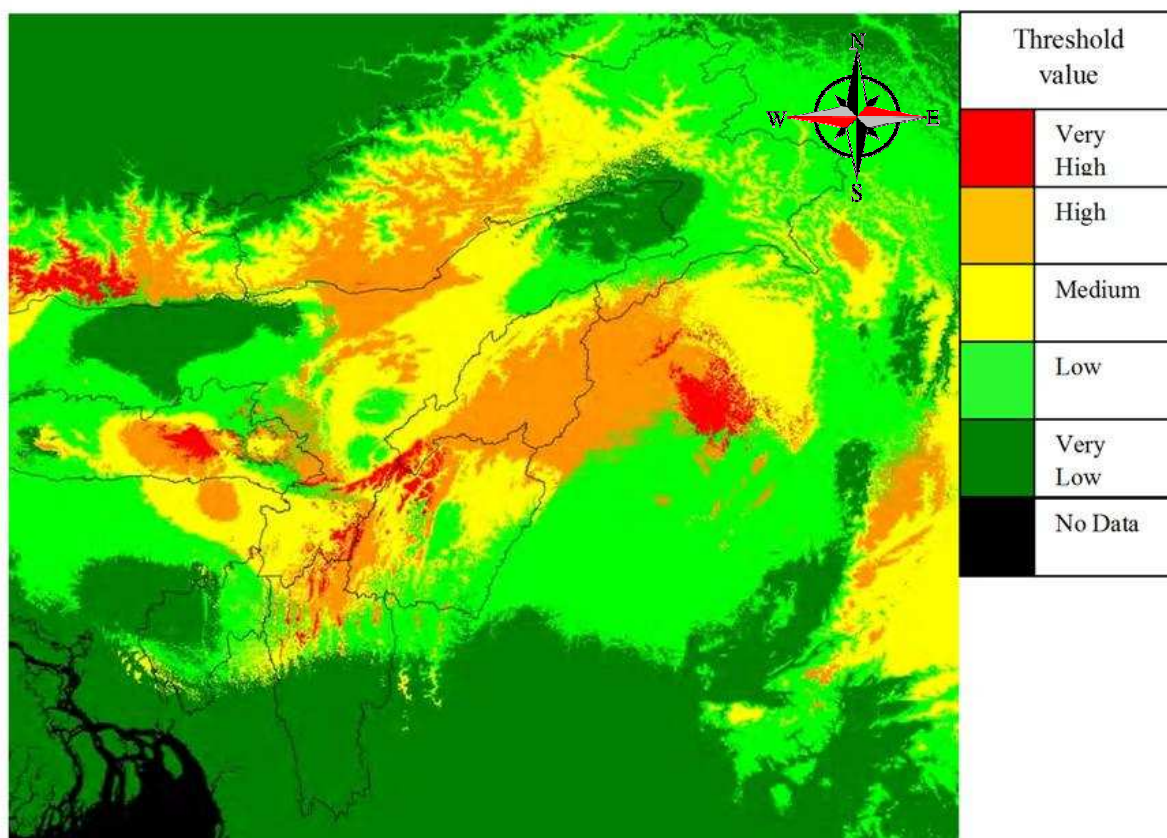 N
W E
S
Threshold
value
Very
High
High
Medium
Low
Very
Low
No Data